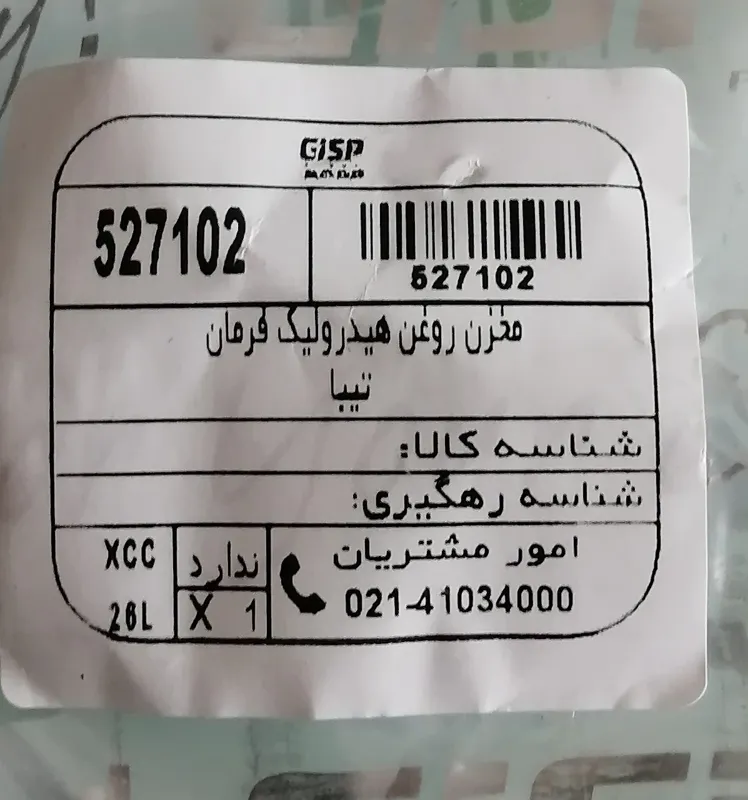 GISP
527102
527102
مخزن روغن هیدرولیک فرمان
تیبا
شناسه کالا:
شناسه رهگیری:
امور مشتریان
021-41034000
ندارد
X 1
XCC
26L